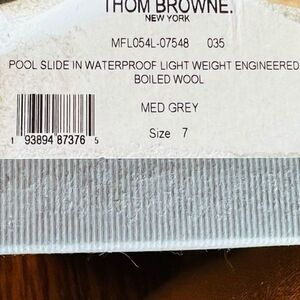 THOM BROWNE.
NEW YORK
MFL054L-07548 035
POOL SLIDE IN WATERPROOF LIGHT WEIGHT ENGINEERED
BOILED WOOL
MED GREY
Size 7
1 93894 87376 5